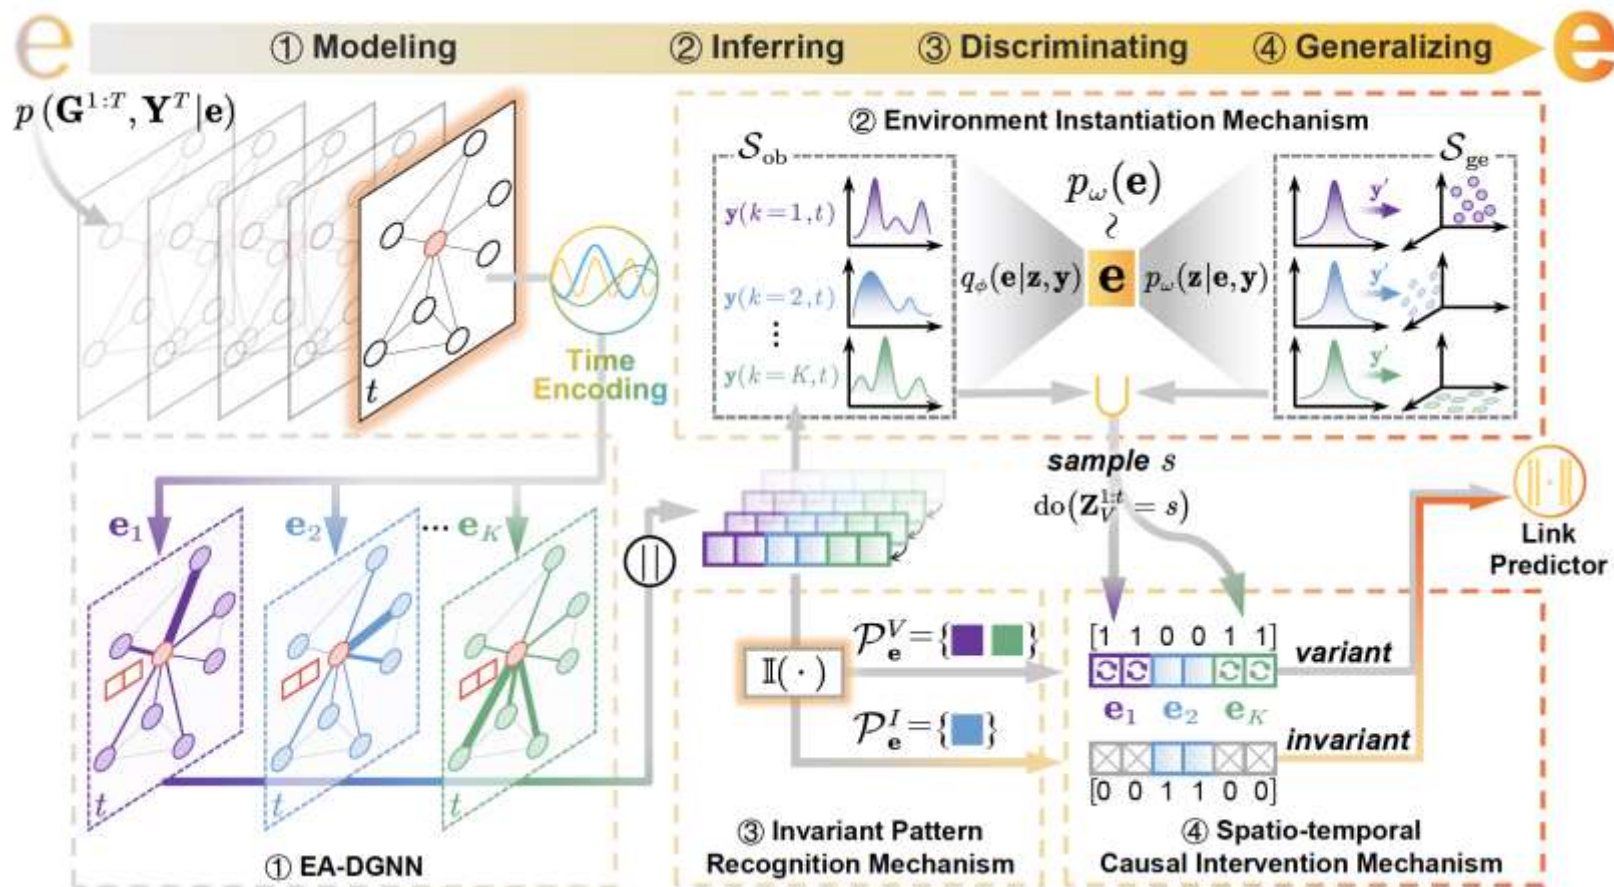 e ① Modeling ② Inferring ③ Discriminating ④ Generalizing e
p(G^{1:T}, Y^T|e)
t
Time
Encoding
② Environment Instantiation Mechanism
S_ob
y(k=1,t)
y(k=2,t)
⋮
y(k=K,t)
p_ω(e)
~
q_ϕ(e|z,y) e p_ω(z|e,y)
∪
S_ge
y′
y′
y′
sample s
do(Z_V^{1:t}=s)
Link
Predictor
e_1 e_2 ... e_K
t t t
① EA-DGNN
||
𝕀(·)
P_e^V={ }
P_e^I={ }
③ Invariant Pattern
Recognition Mechanism
[1 1 0 0 1 1]
variant
e_1 e_2 e_K
invariant
[0 0 1 1 0 0]
④ Spatio-temporal
Causal Intervention Mechanism